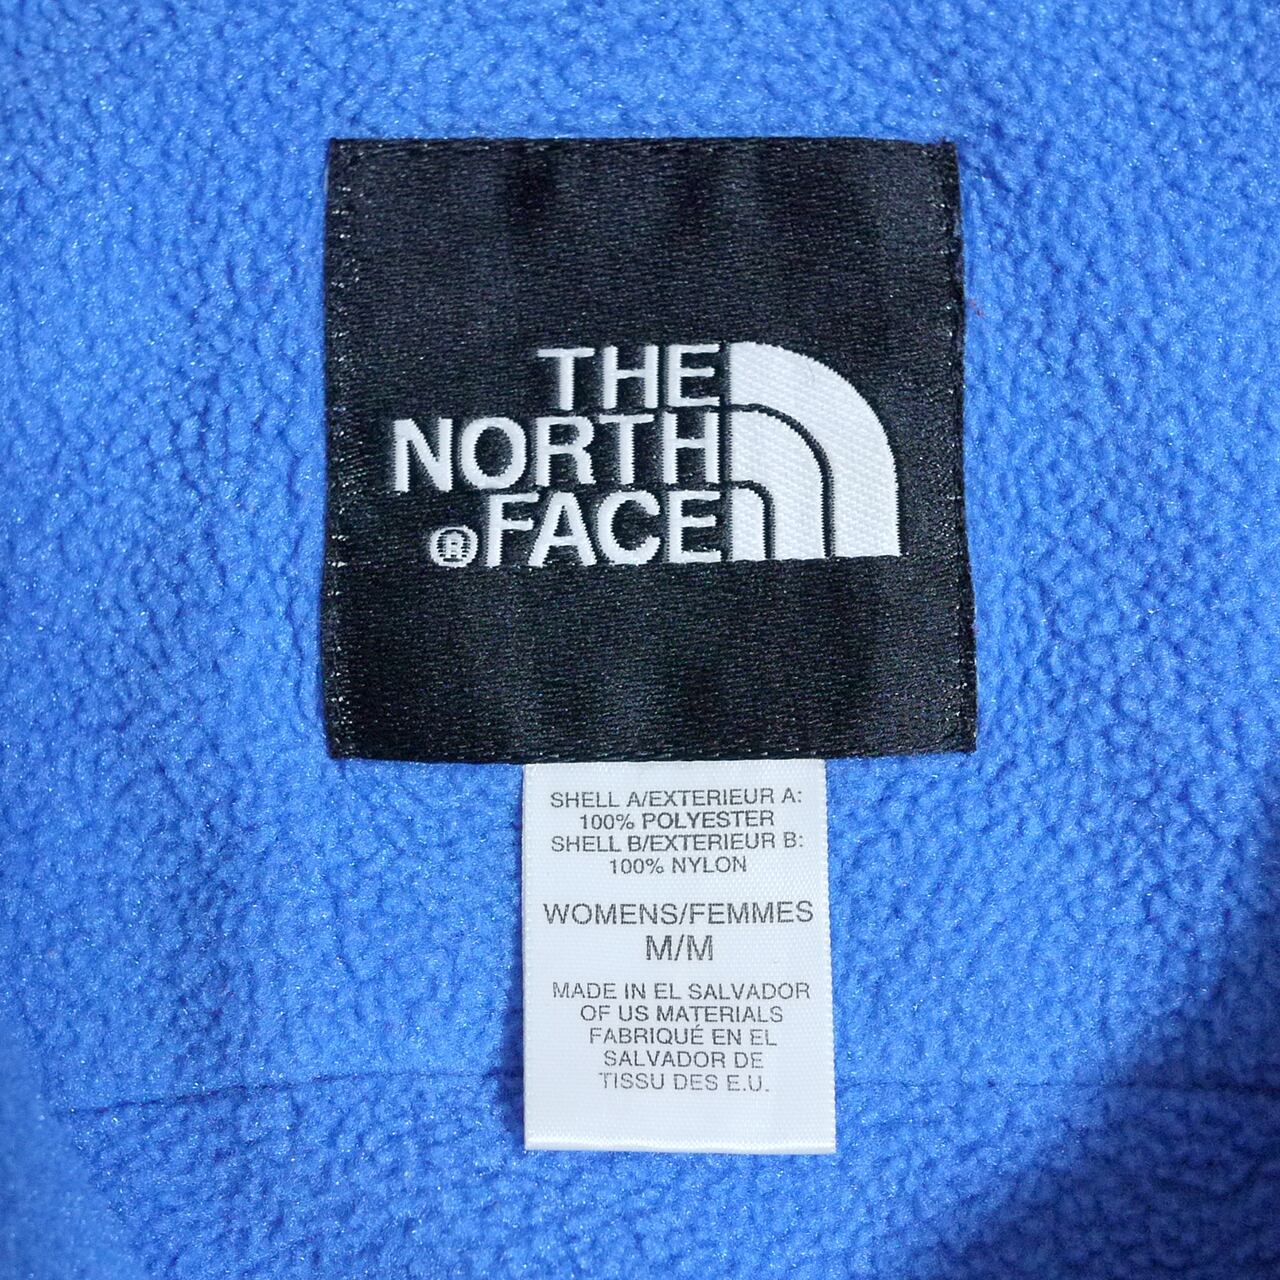 THE
NORTH
®FACE
SHELL A/EXTERIEUR A:
100% POLYESTER
SHELL B/EXTERIEUR B:
100% NYLON
WOMENS/FEMMES
M/M
MADE IN EL SALVADOR
OF US MATERIALS
FABRIQUÉ EN EL
SALVADOR DE
TISSU DES E.U.